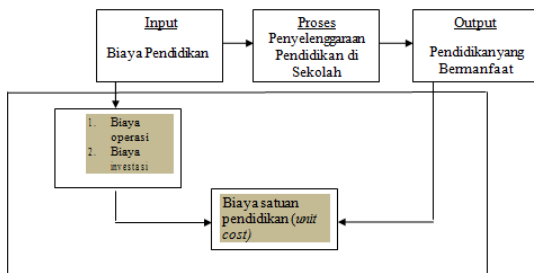 Input
Biaya Pendidikan
Proses
Penyelenggaraan
Pendidikan di
Sekolah
Output
Pendidikanyang
Bermanfaat
1. Biaya
operasi
2. Biaya
investasi
Biaya satuan
pendidikan (unit
cost)